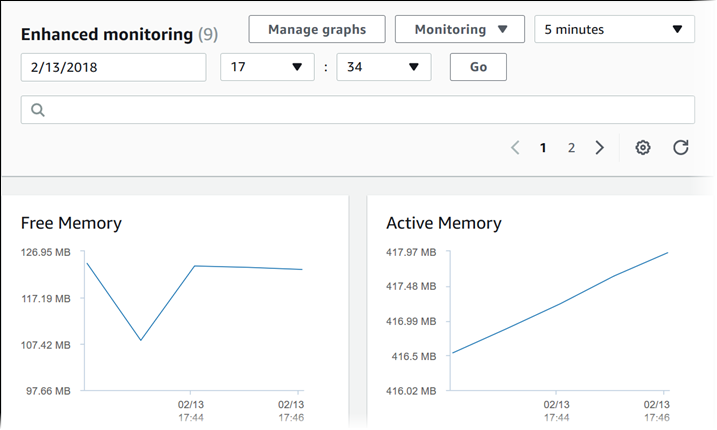 Enhanced monitoring (9) Manage graphs Monitoring 5 minutes
2/13/2018 17 : 34 Go
1 2
Free Memory
126.95 MB
117.19 MB
107.42 MB
97.66 MB
02/13 02/13
17:44 17:46
Active Memory
417.97 MB
417.48 MB
416.99 MB
416.5 MB
416.02 MB
02/13 02/13
17:44 17:46